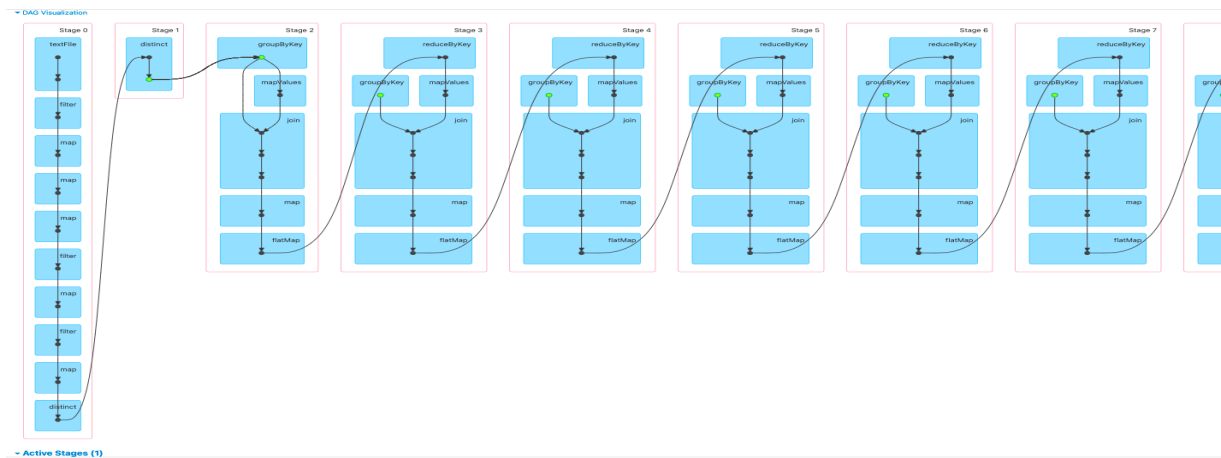 DAG Visualization
Stage 0
textFile
filter
map
map
map
filter
map
filter
map
distinct
Stage 1
distinct
Stage 2
groupByKey
mapValues
join
map
flatMap
Stage 3
reduceByKey
groupByKey
mapValues
join
map
flatMap
Stage 4
reduceByKey
groupByKey
mapValues
join
map
flatMap
Stage 5
reduceByKey
groupByKey
mapValues
join
map
flatMap
Stage 6
reduceByKey
groupByKey
mapValues
join
map
flatMap
Stage 7
reduceByKey
groupByKey
mapValues
join
map
flatMap
Active Stages (1)